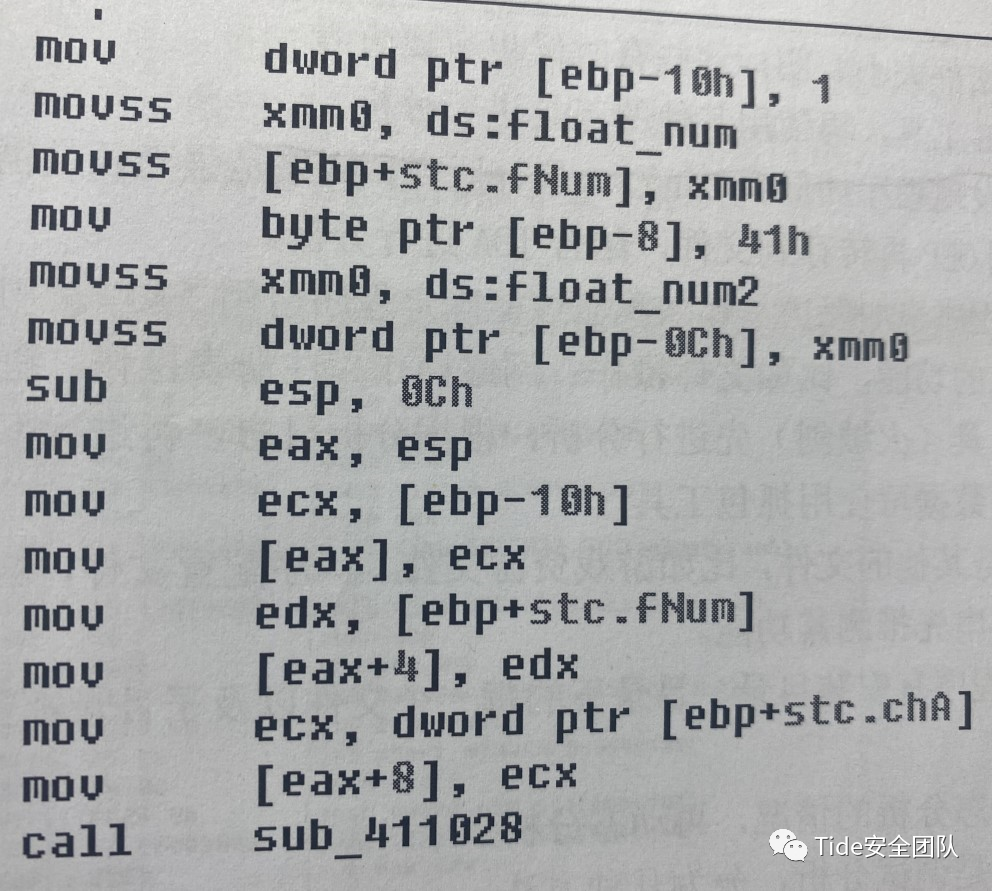 mov dword ptr [ebp-10h], 1
movss xmm0, ds:float_num
movss [ebp+stc.fNum], xmm0
mov byte ptr [ebp-8], 41h
movss xmm0, ds:float_num2
movss dword ptr [ebp-0Ch], xmm0
sub esp, 0Ch
mov eax, esp
mov ecx, [ebp-10h]
mov [eax], ecx
mov edx, [ebp+stc.fNum]
mov [eax+4], edx
mov ecx, dword ptr [ebp+stc.chA]
mov [eax+8], ecx
call sub_411028
Tide安全团队